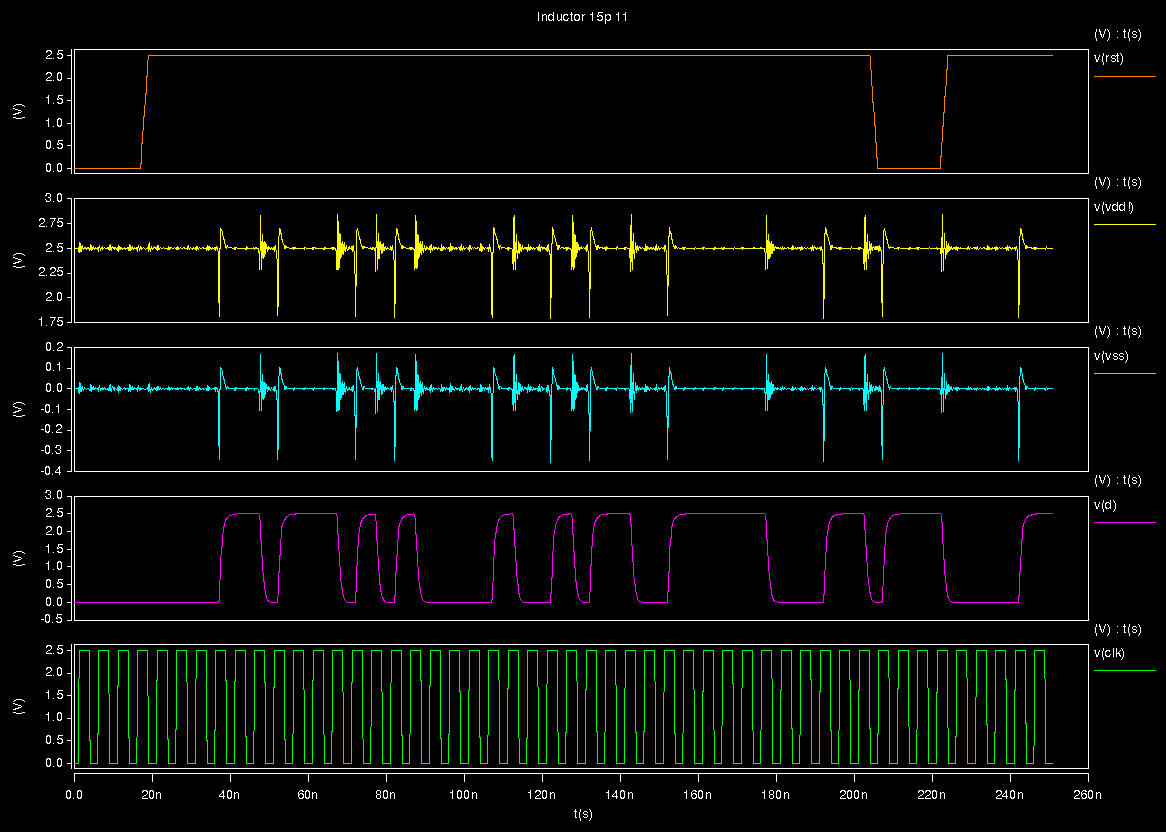 Inductor 15p 11
(V) : t(s)
v(rst)
2.5
2.0
1.5
1.0
0.5
0.0
(V)
(V) : t(s)
v(vdd!)
3.0
2.75
2.5
2.25
2.0
1.75
(V)
(V) : t(s)
v(vss)
0.2
0.1
0.0
-0.1
-0.2
-0.3
-0.4
(V)
(V) : t(s)
v(d)
3.0
2.5
2.0
1.5
1.0
0.5
0.0
-0.5
(V)
(V) : t(s)
v(clk)
2.5
2.0
1.5
1.0
0.5
0.0
(V)
0.0 20n 40n 60n 80n 100n 120n 140n 160n 180n 200n 220n 240n 260n
t(s)